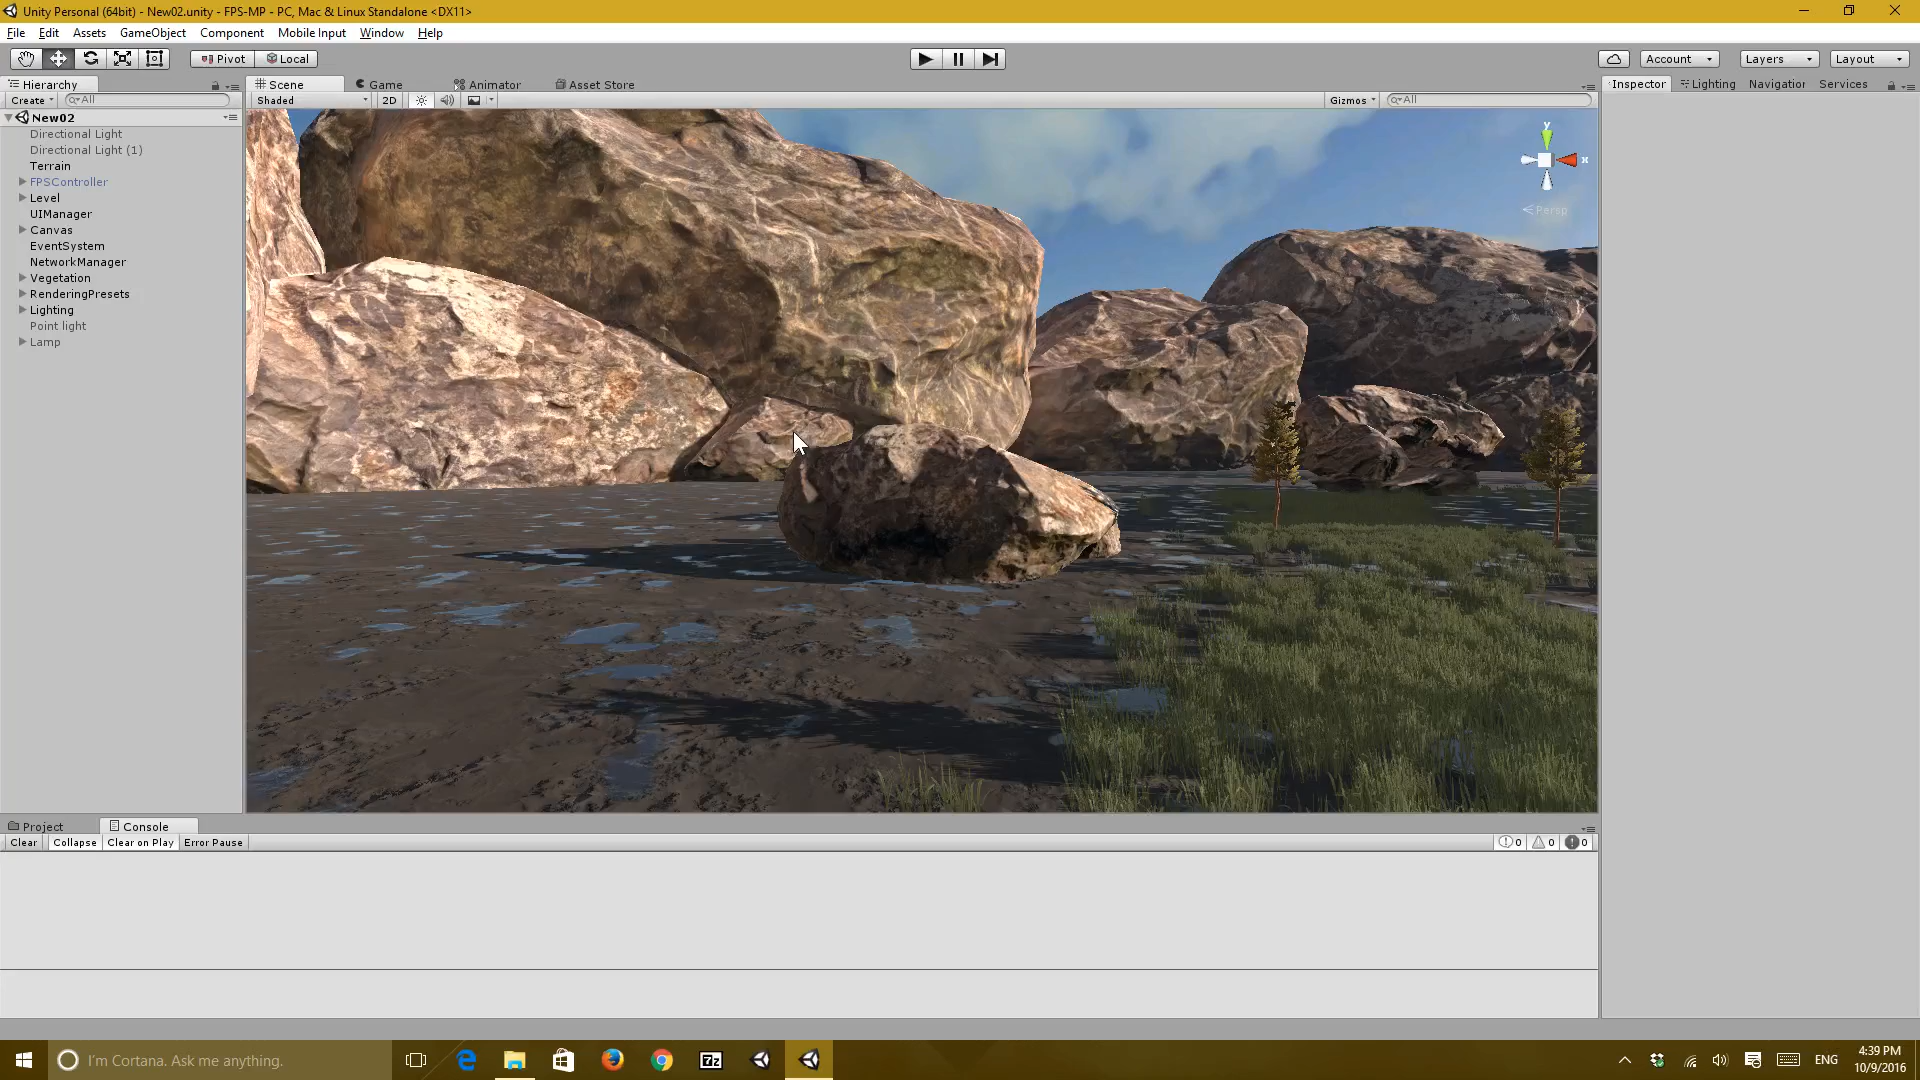 Unity Personal (64bit) - New02.unity - FPS-MP - PC, Mac & Linux Standalone <DX11>
File Edit Assets GameObject Component Mobile Input Window Help
Pivot Local Account Layers Layout
Hierarchy Scene Game Animator Asset Store Inspector Lighting Navigation Services
Create All Shaded 2D Gizmos All
New02
Directional Light
Directional Light (1)
Terrain
FPSController
Level
UIManager
Canvas
EventSystem
NetworkManager
Vegetation
RenderingPresets
Lighting
Point light
Lamp
y
x
Persp
Project Console
Clear Collapse Clear on Play Error Pause 0 0 0
I'm Cortana. Ask me anything. 7z ENG 4:39 PM
10/9/2016